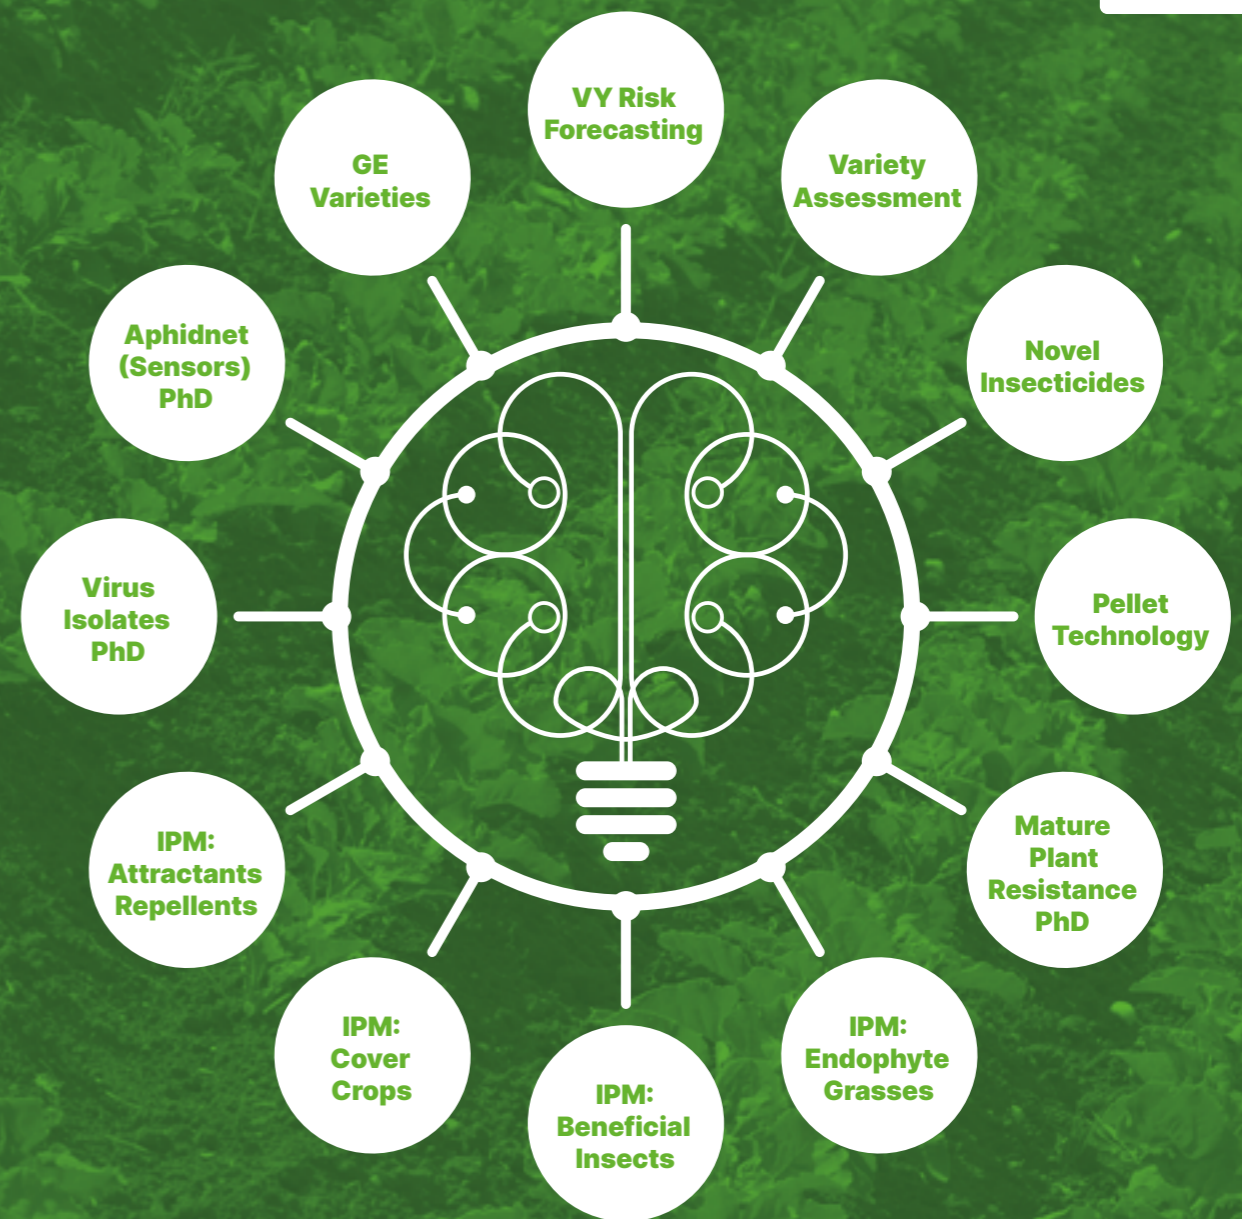 VY Risk
Forecasting
Variety
Assessment
Novel
Insecticides
Pellet
Technology
Mature
Plant
Resistance
PhD
IPM:
Endophyte
Grasses
IPM:
Beneficial
Insects
IPM:
Cover
Crops
IPM:
Attractants
Repellents
Virus
Isolates
PhD
Aphidnet
(Sensors)
PhD
GE
Varieties